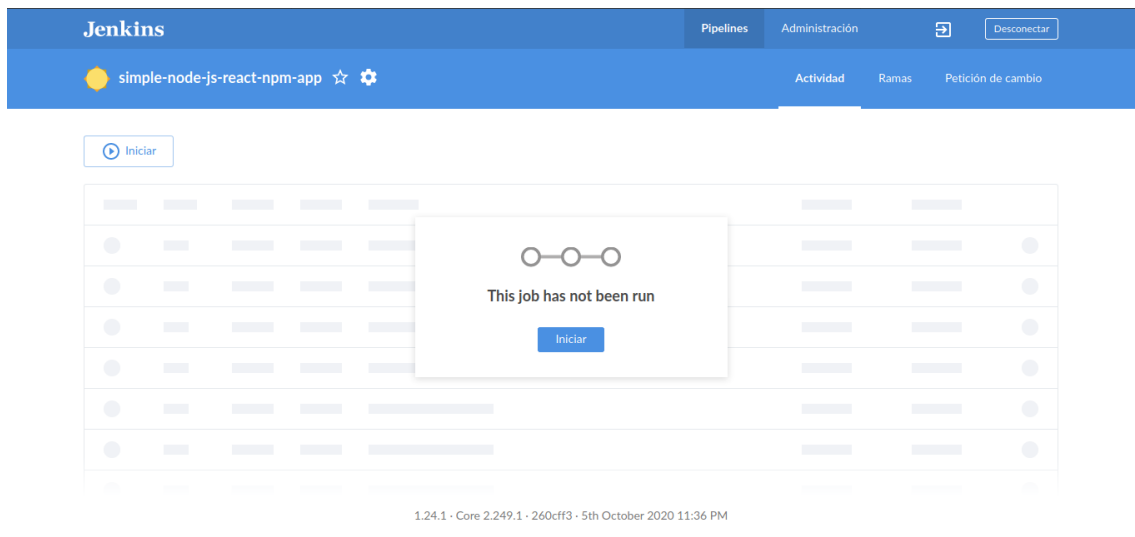 Jenkins
Pipelines
Administración
Desconectar
simple-node-js-react-npm-app
Actividad
Ramas
Petición de cambio
Iniciar
This job has not been run
Iniciar
1.24.1 · Core 2.249.1 · 260cff3 · 5th October 2020 11:36 PM